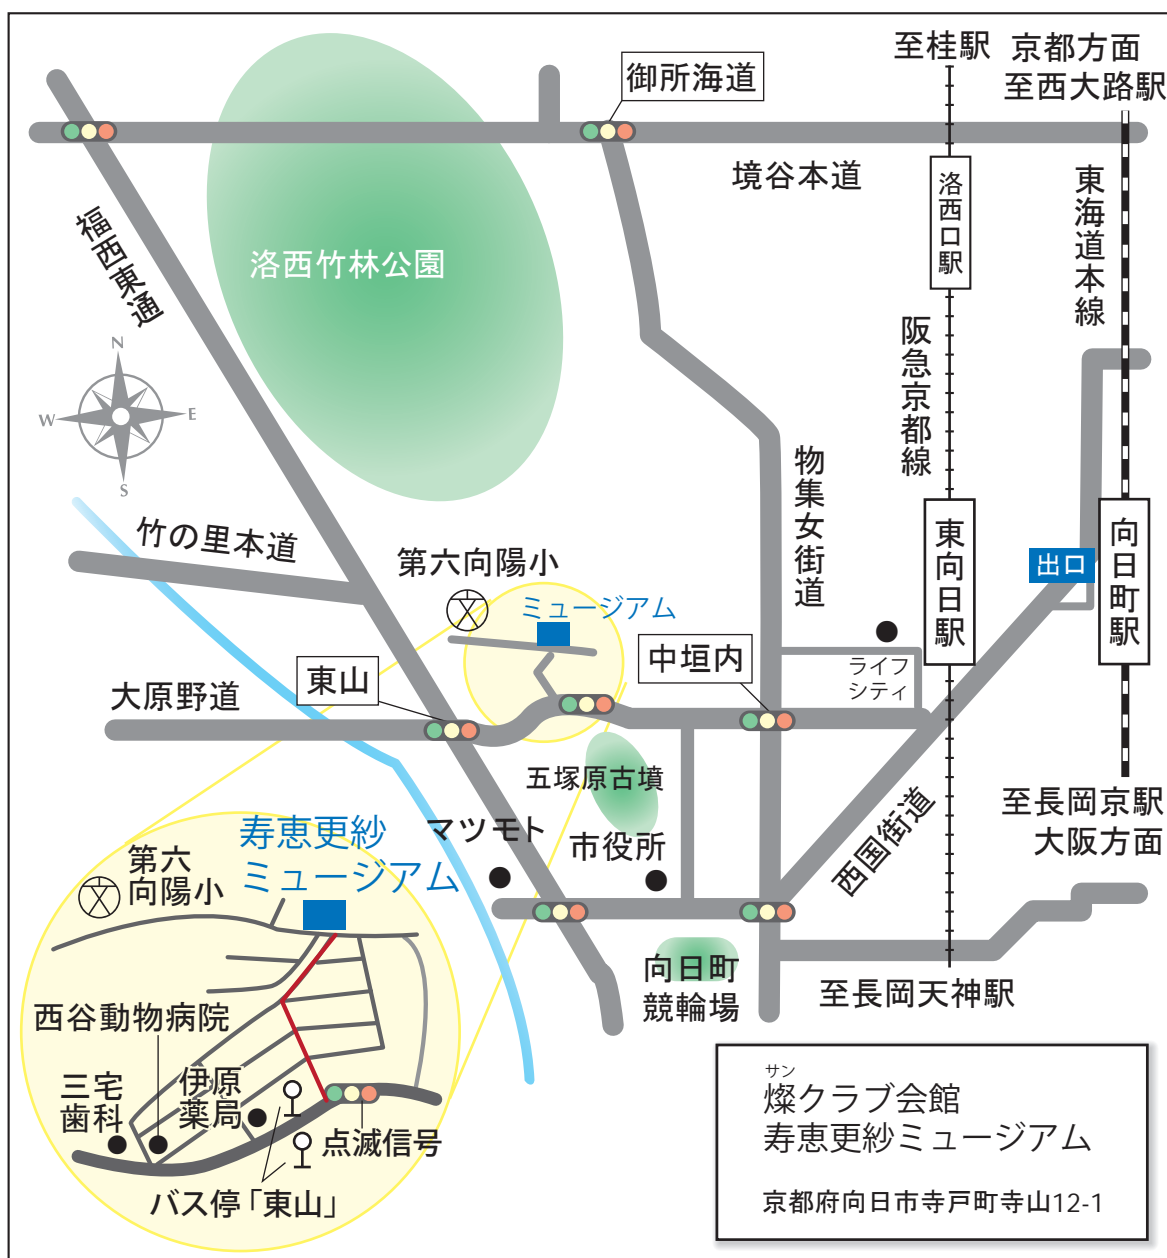 至桂駅
京都方面
至西大路駅
御所海道
境谷本道
洛西口駅
東海道本線
福西東通
洛西竹林公園
阪急京都線
N
W
E
S
物集女街道
竹の里本道
第六向陽小
ミュージアム
東向日駅
出口
向日町駅
東山
中垣内
ライフ
シティ
大原野道
五塚原古墳
マツモト
市役所
西国街道
至長岡京駅
大阪方面
寿恵更紗
ミュージアム
第六
向陽小
向日町
競輪場
至長岡天神駅
西谷動物病院
三宅
歯科
伊原
薬局
点滅信号
バス停「東山」
サン
燦クラブ会館
寿恵更紗ミュージアム
京都府向日市寺戸町寺山12-1